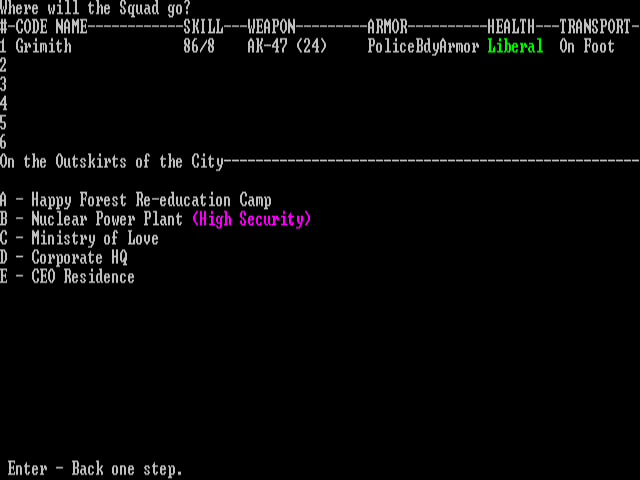 Where will the Squad go?
#-CODE NAME------------SKILL---WEAPON---------ARMOR----------HEALTH---TRANSPORT-
1 Grimith              86/8    AK-47 (24)     PoliceBdyArmor Liberal  On Foot
2
3
4
5
6
On the Outskirts of the City----------------------------------------------------
A - Happy Forest Re-education Camp
B - Nuclear Power Plant (High Security)
C - Ministry of Love
D - Corporate HQ
E - CEO Residence
Enter - Back one step.